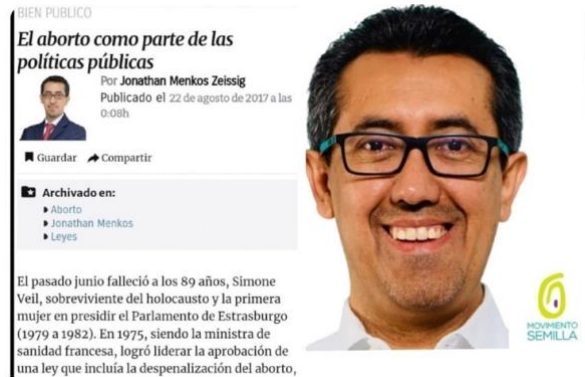 BIEN PÚBLICO
El aborto como parte de las
políticas públicas
Por Jonathan Menkos Zeissig
Publicado el 22 de agosto de 2017 a las
0:08h
Guardar Compartir
Archivado en:
Aborto
Jonathan Menkos
Leyes
El pasado junio falleció a los 89 años, Simone
Veil, sobreviviente del holocausto y la primera
mujer en presidir el Parlamento de Estrasburgo
(1979 a 1982). En 1975, siendo la ministra de
sanidad francesa, logró liderar la aprobación de
una ley que incluía la despenalización del aborto,
MOVIMIENTO
SEMILLA